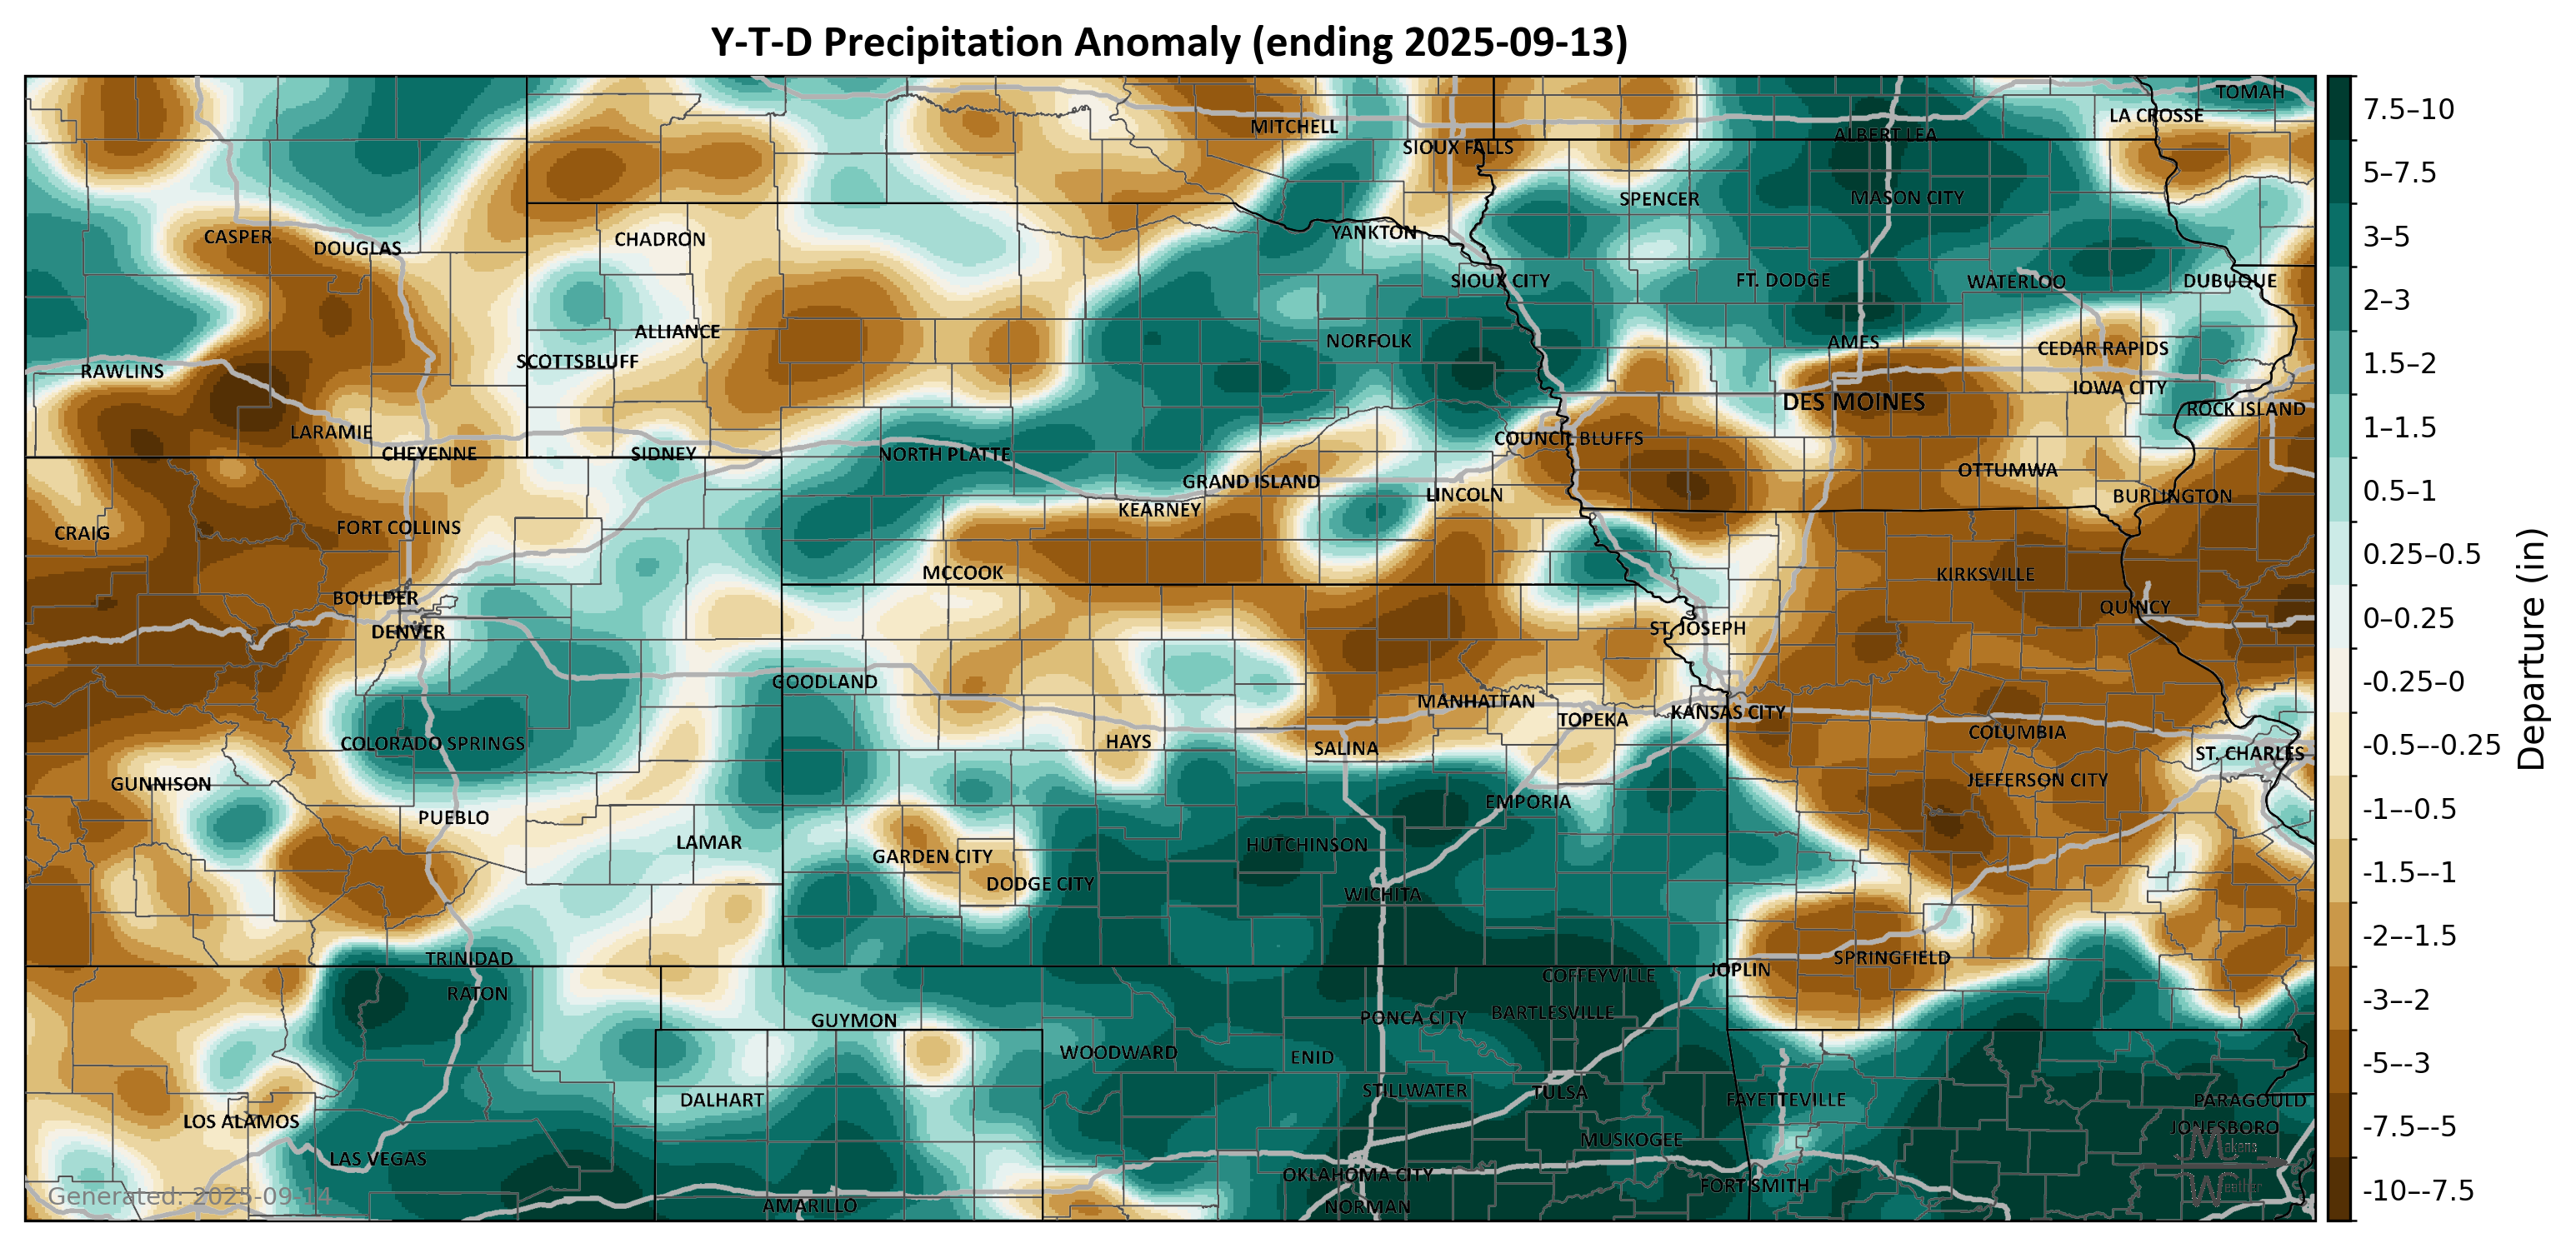 Y-T-D Precipitation Anomaly (ending 2025-09-13)
TOMAH
LA CROSSE
MITCHELL
ALBERT LEA
SIOUX FALLS
SPENCER
MASON CITY
YANKTON
CASPER
DOUGLAS
CHADRON
SIOUX CITY
FT. DODGE
WATERLOO
DUBUQUE
ALLIANCE
NORFOLK
AMES
CEDAR RAPIDS
SCOTTSBLUFF
RAWLINS
IOWA CITY
DES MOINES
ROCK ISLAND
LARAMIE
COUNCIL BLUFFS
CHEYENNE
SIDNEY
NORTH PLATTE
OTTUMWA
GRAND ISLAND
LINCOLN
BURLINGTON
KEARNEY
CRAIG
FORT COLLINS
MCCOOK
KIRKSVILLE
BOULDER
QUINCY
DENVER
ST. JOSEPH
GOODLAND
MANHATTAN
TOPEKA
KANSAS CITY
COLUMBIA
COLORADO SPRINGS
HAYS
SALINA
ST. CHARLES
GUNNISON
JEFFERSON CITY
EMPORIA
PUEBLO
LAMAR
HUTCHINSON
GARDEN CITY
DODGE CITY
WICHITA
TRINIDAD
SPRINGFIELD
JOPLIN
COFFEYVILLE
RATON
BARTLESVILLE
GUYMON
PONCA CITY
WOODWARD
ENID
STILLWATER
TULSA
DALHART
FAYETTEVILLE
PARAGOULD
LOS ALAMOS
JONESBORO
MUSKOGEE
LAS VEGAS
OKLAHOMA CITY
FORT SMITH
AMARILLO
NORMAN
Makens
Weather
Generated: 2025-09-14
7.5–10
5–7.5
3–5
2–3
1.5–2
1–1.5
0.5–1
0.25–0.5
0–0.25
-0.25–0
-0.5–-0.25
-1–-0.5
-1.5–-1
-2–-1.5
-3–-2
-5–-3
-7.5–-5
-10–-7.5
Departure (in)